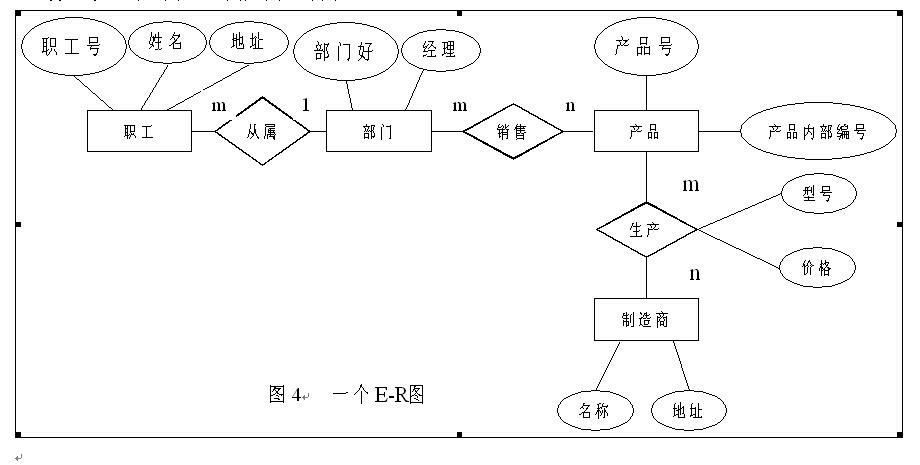 职工号 姓名 地址 部门好 经理 产品号
m 1 m n
职工 从属 部门 销售 产品 产品内部编号
m 型号
生产
n 价格
制造商
图 4 一个 E-R图
名称 地址